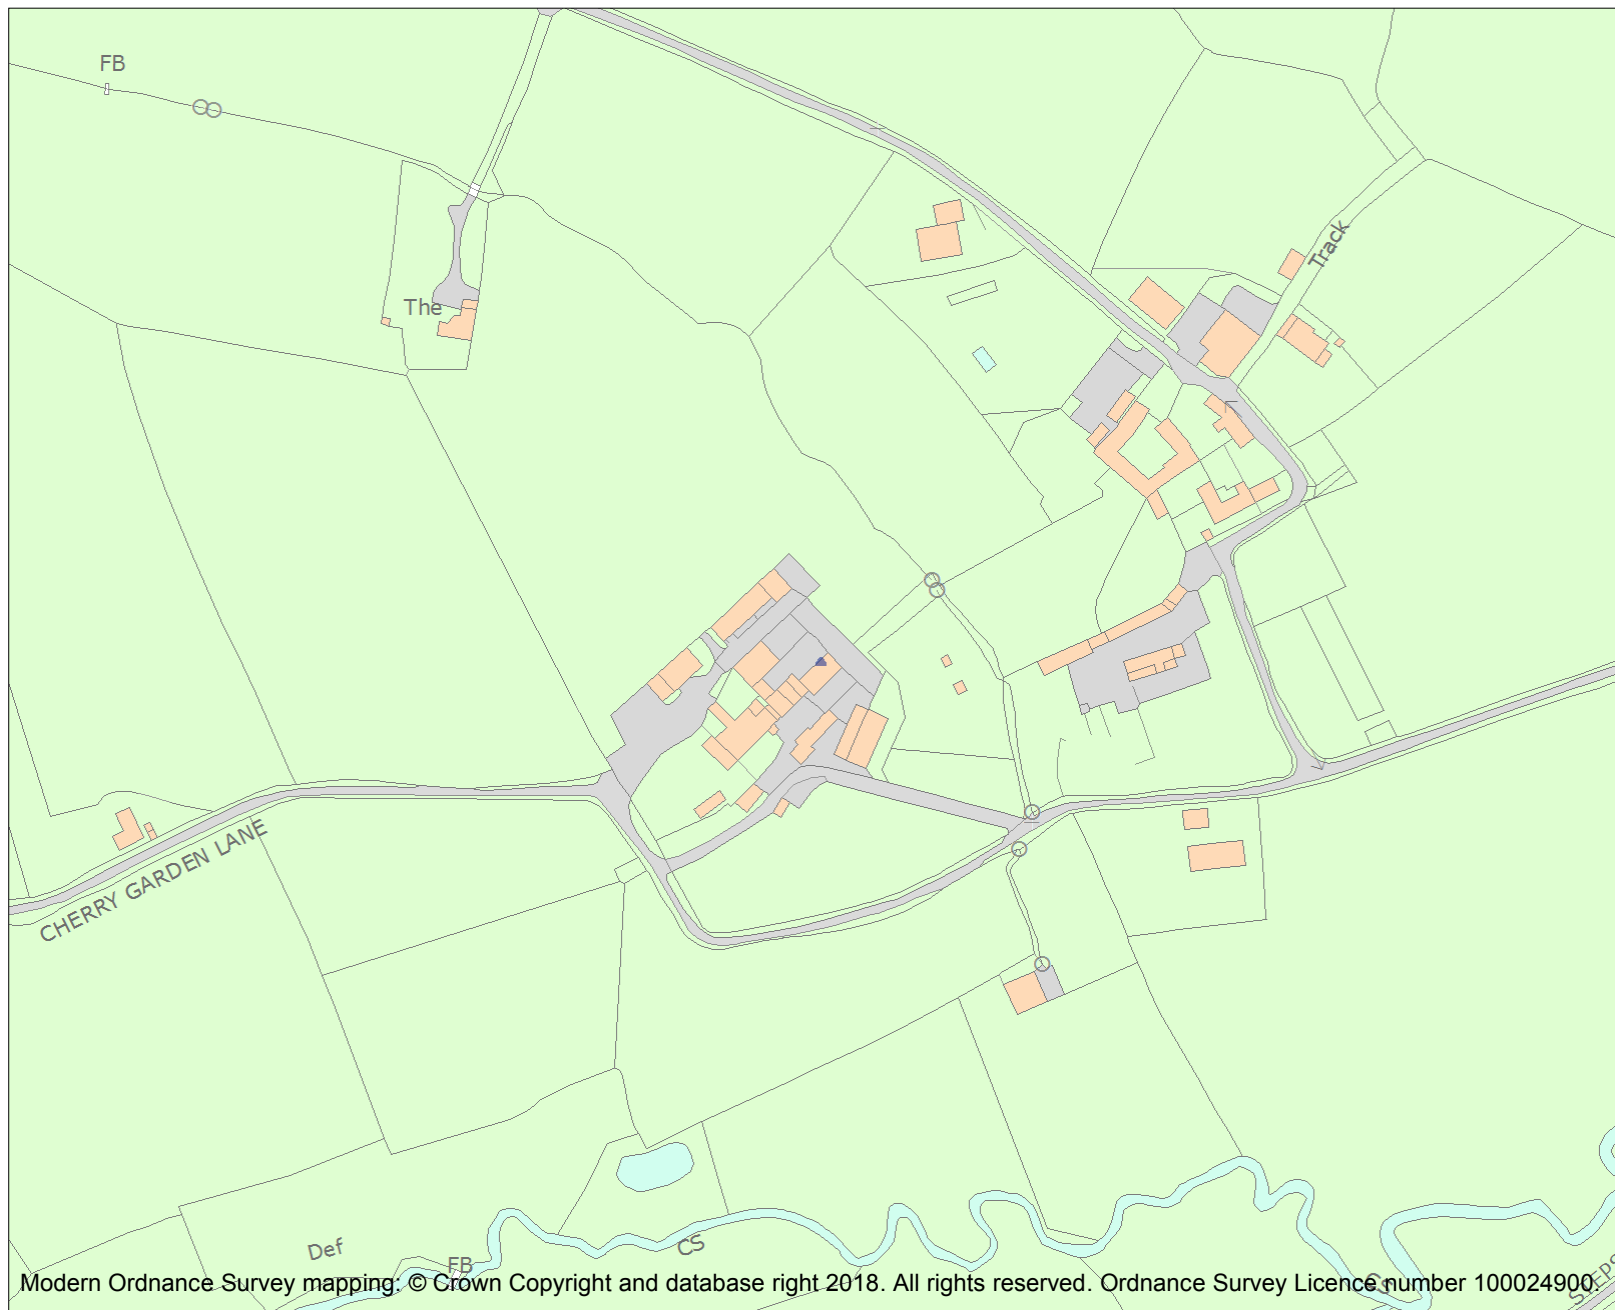 FB
Track
The
CHERRY GARDEN LANE
Def
CS
FB
Modern Ordnance Survey mapping: © Crown Copyright and database right 2018. All rights reserved. Ordnance Survey Licence number 100024900.
CS